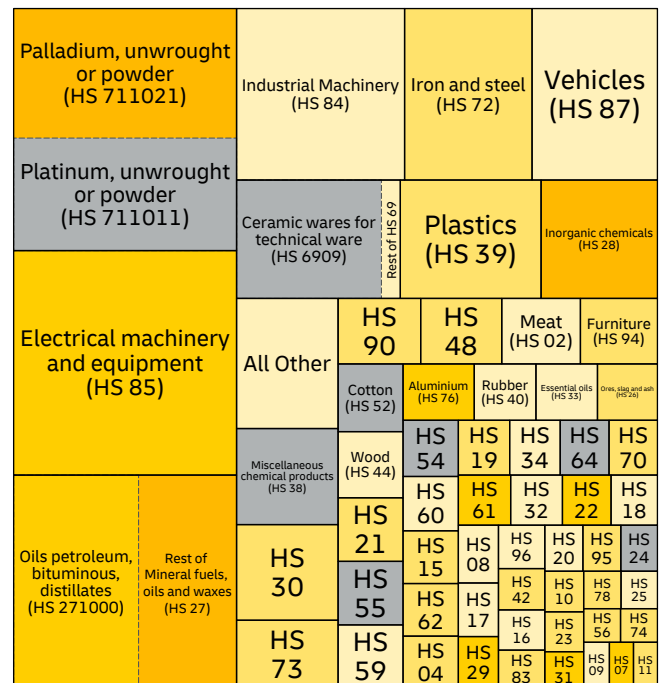 Palladium, unwrought
or powder
(HS 711021)
Platinum, unwrought
or powder
(HS 711011)
Electrical machinery
and equipment
(HS 85)
Oils petroleum,
bituminous,
distillates
(HS 271000)
Rest of
Mineral fuels,
oils and waxes
(HS 27)
Industrial Machinery
(HS 84)
Iron and steel
(HS 72)
Vehicles
(HS 87)
Ceramic wares for
technical ware
(HS 6909)
Rest of HS 69
Plastics
(HS 39)
Inorganic chemicals
(HS 28)
All Other
Miscellaneous
chemical products
(HS 38)
HS
30
HS
73
HS
90
HS
48
Meat
(HS 02)
Furniture
(HS 94)
Cotton
(HS 52)
Wood
(HS 44)
HS
21
HS
55
HS
59
Aluminium
(HS 76)
Rubber
(HS 40)
Essential oils
(HS 33)
Ores, slag and ash
(HS 26)
HS
54
HS
19
HS
34
HS
64
HS
70
HS
60
HS
61
HS
32
HS
22
HS
18
HS
15
HS
62
HS
04
HS
08
HS
17
HS
29
HS
96
HS
20
HS
95
HS
24
HS
42
HS
10
HS
78
HS
25
HS
16
HS
23
HS
56
HS
74
HS
83
HS
31
HS
09
HS
07
HS
11